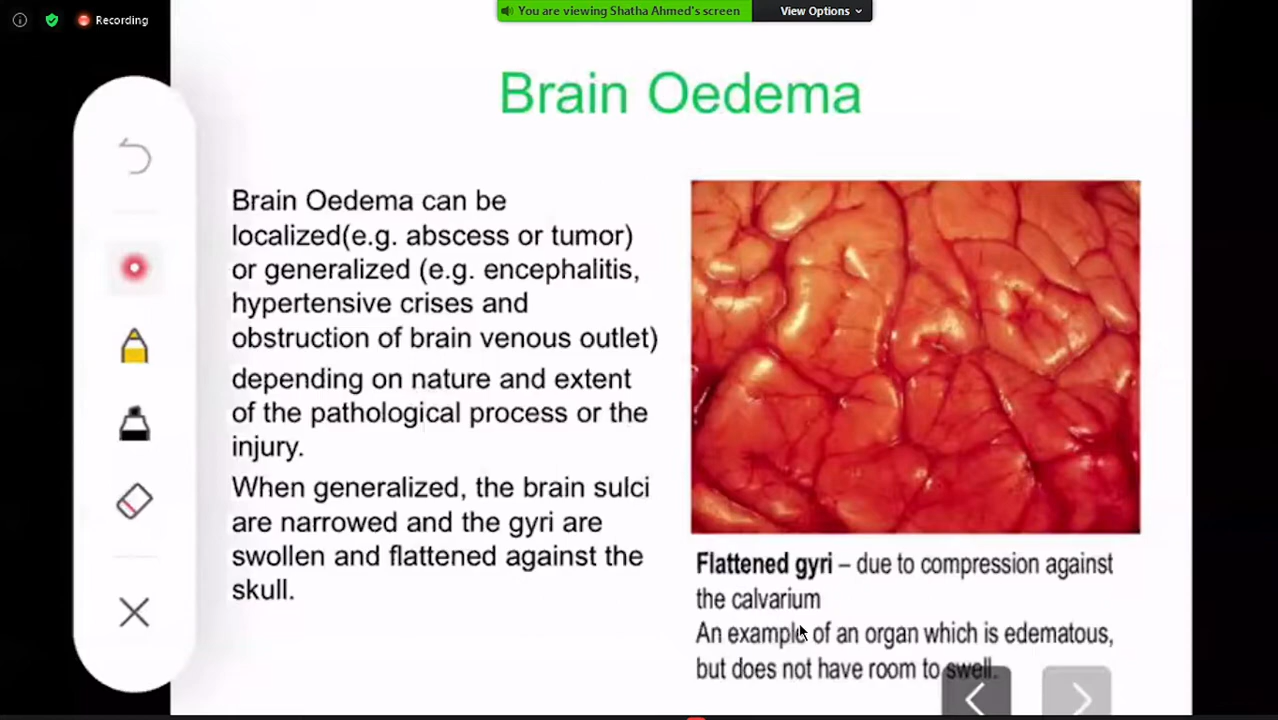 Recording
You are viewing Shatha Ahmed's screen
View Options
Brain Oedema
Brain Oedema can be
localized(e.g. abscess or tumor)
or generalized (e.g. encephalitis,
hypertensive crises and
obstruction of brain venous outlet)
depending on nature and extent
of the pathological process or the
injury.
When generalized, the brain sulci
are narrowed and the gyri are
swollen and flattened against the
skull.
Flattened gyri – due to compression against
the calvarium
An example of an organ which is edematous,
but does not have room to swell.